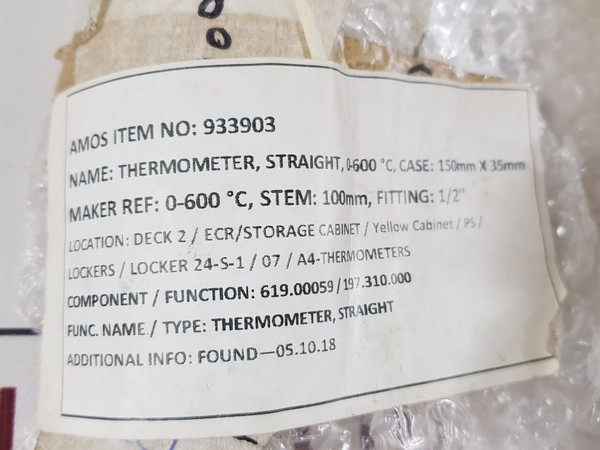 AMOS ITEM NO: 933903
NAME: THERMOMETER, STRAIGHT, 0-600 °C, CASE: 150mm X 35mm
MAKER REF: 0-600 °C, STEM: 100mm, FITTING: 1/2"
LOCATION: DECK 2 / ECR/STORAGE CABINET / Yellow Cabinet / PS /
LOCKERS / LOCKER 24-S-1 / 07 / A4-THERMOMETERS
COMPONENT / FUNCTION: 619.00059/197.310.000
FUNC. NAME / TYPE: THERMOMETER, STRAIGHT
ADDITIONAL INFO: FOUND—05.10.18